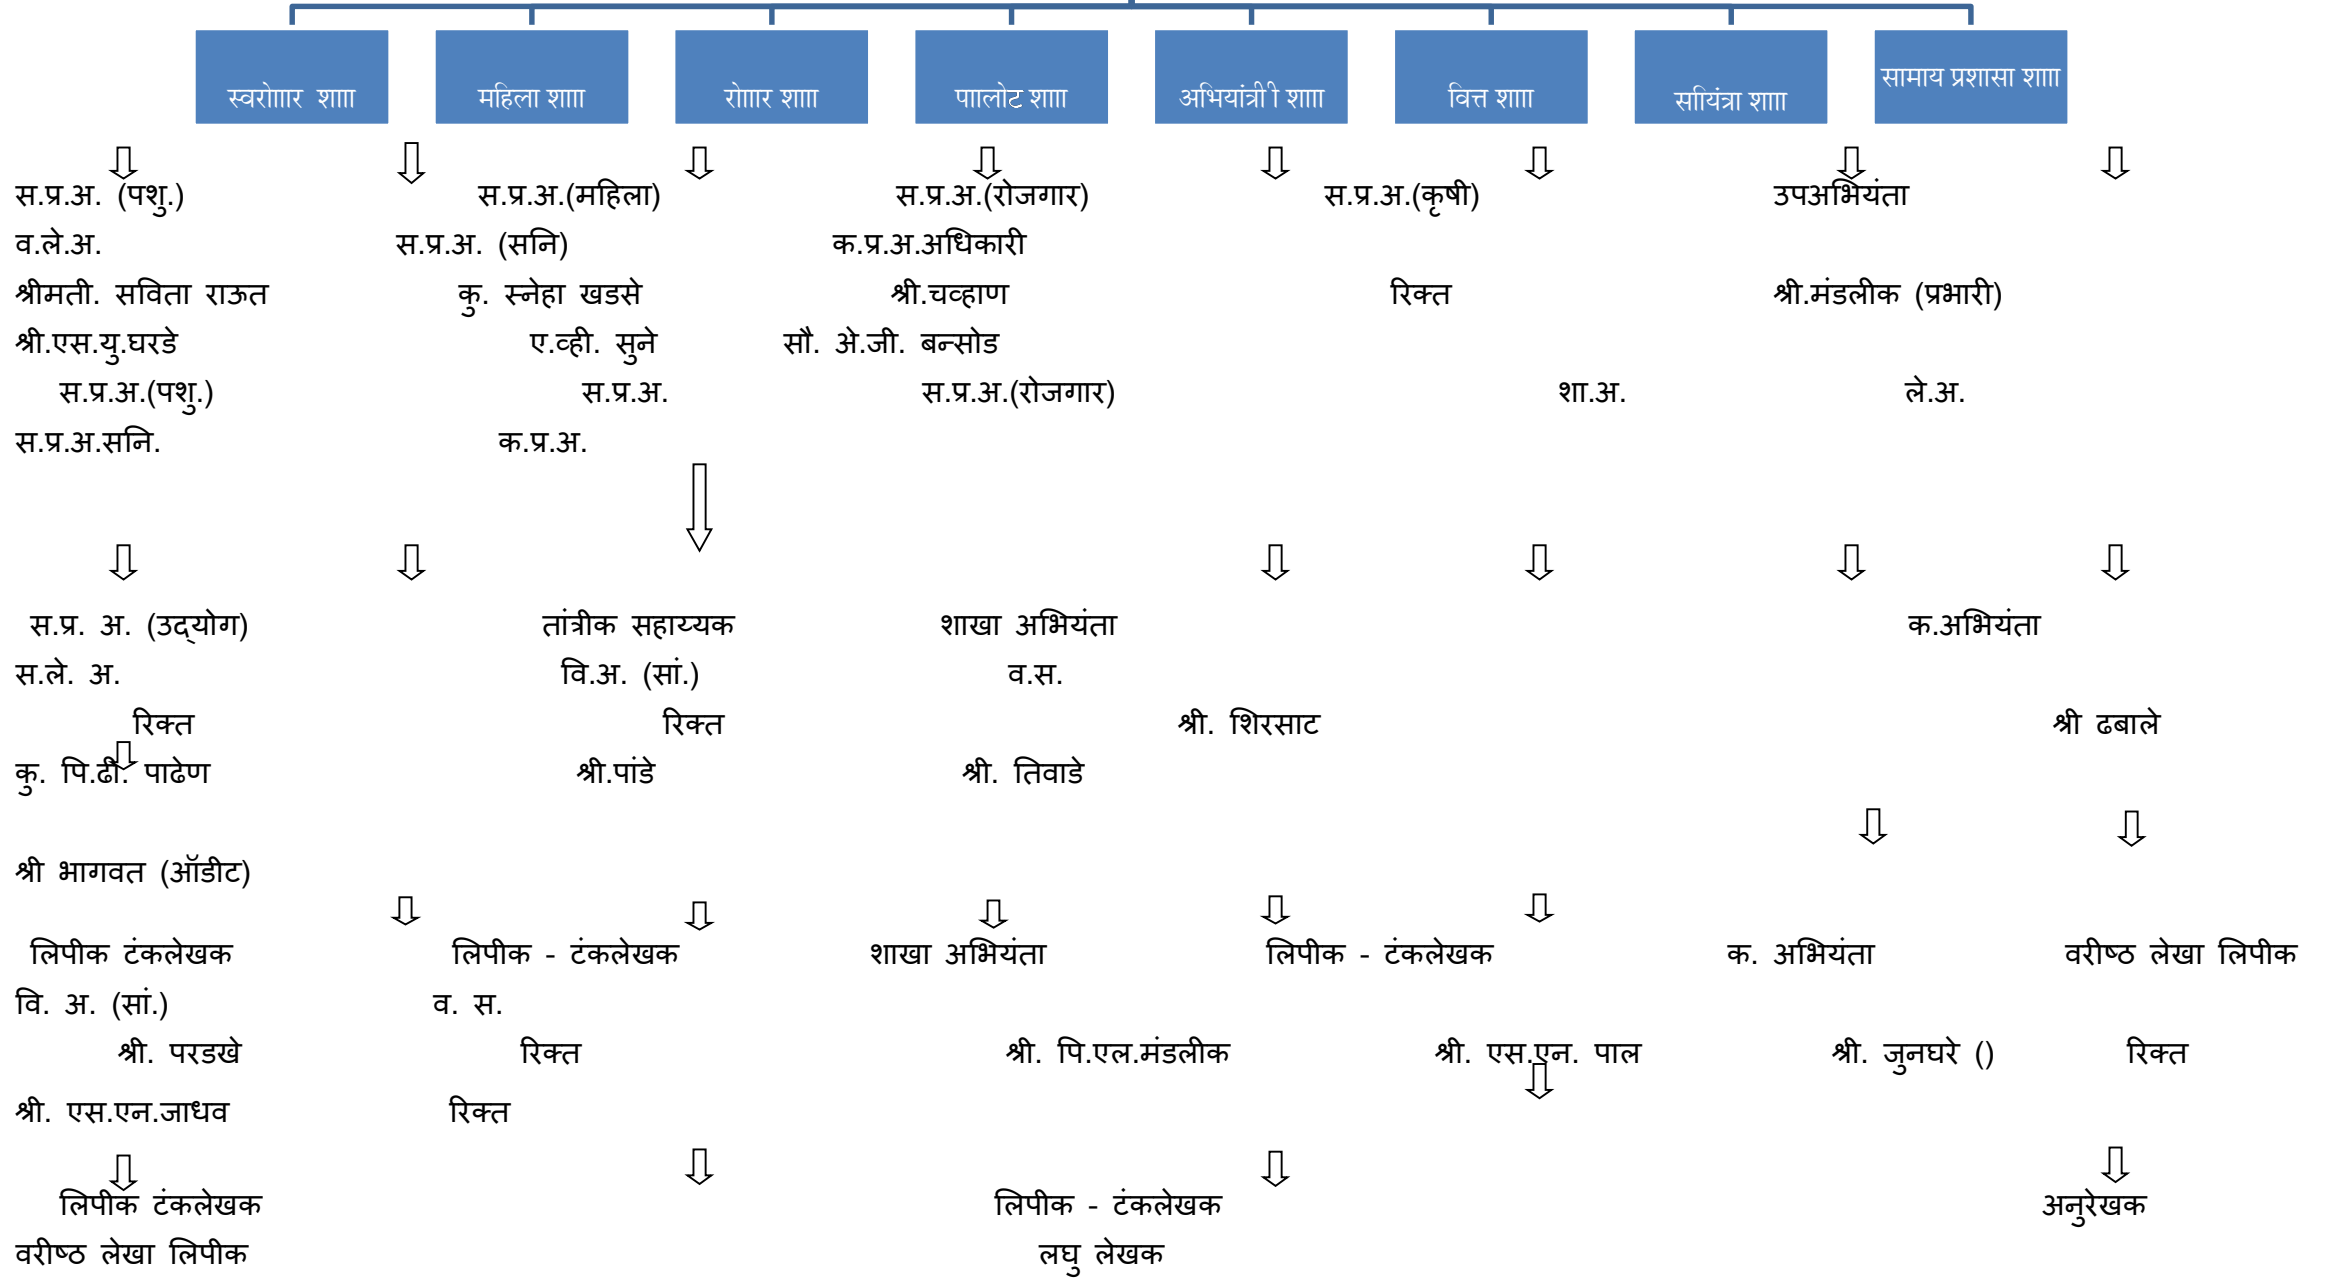 स्वरोााार शााा महिला शााा रोााार शााा पाालोट शााा अभियांत्रीी शााा वित्त शााा साियंत्रा शााा सामाय प्रशासा शााा
स.प्र.अ. (पशु.) स.प्र.अ.(महिला) स.प्र.अ.(रोजगार) स.प्र.अ.(कृषी) उपअभियंता
व.ले.अ. स.प्र.अ. (सनि) क.प्र.अ.अधिकारी
श्रीमती. सविता राऊत कु. स्नेहा खडसे श्री.चव्हाण रिक्त श्री.मंडलीक (प्रभारी)
श्री.एस.यु.घरडे ए.व्ही. सुने सौ. अे.जी. बन्सोड
स.प्र.अ.(पशु.) स.प्र.अ. स.प्र.अ.(रोजगार) शा.अ. ले.अ.
स.प्र.अ.सनि. क.प्र.अ.
स.प्र. अ. (उद्योग) तांत्रीक सहाय्यक शाखा अभियंता क.अभियंता
स.ले. अ. वि.अ. (सां.) व.स.
रिक्त रिक्त श्री. शिरसाट श्री ढबाले
कु. पि.ढी. पाढेण श्री.पांडे श्री. तिवाडे
श्री भागवत (ऑडीट)
लिपीक टंकलेखक लिपीक - टंकलेखक शाखा अभियंता लिपीक - टंकलेखक क. अभियंता वरीष्ठ लेखा लिपीक
वि. अ. (सां.) व. स.
श्री. परडखे रिक्त श्री. पि.एल.मंडलीक श्री. एस.एन. पाल श्री. जुनघरे () रिक्त
श्री. एस.एन.जाधव रिक्त
लिपीक टंकलेखक लिपीक - टंकलेखक अनुरेखक
वरीष्ठ लेखा लिपीक लघु लेखक